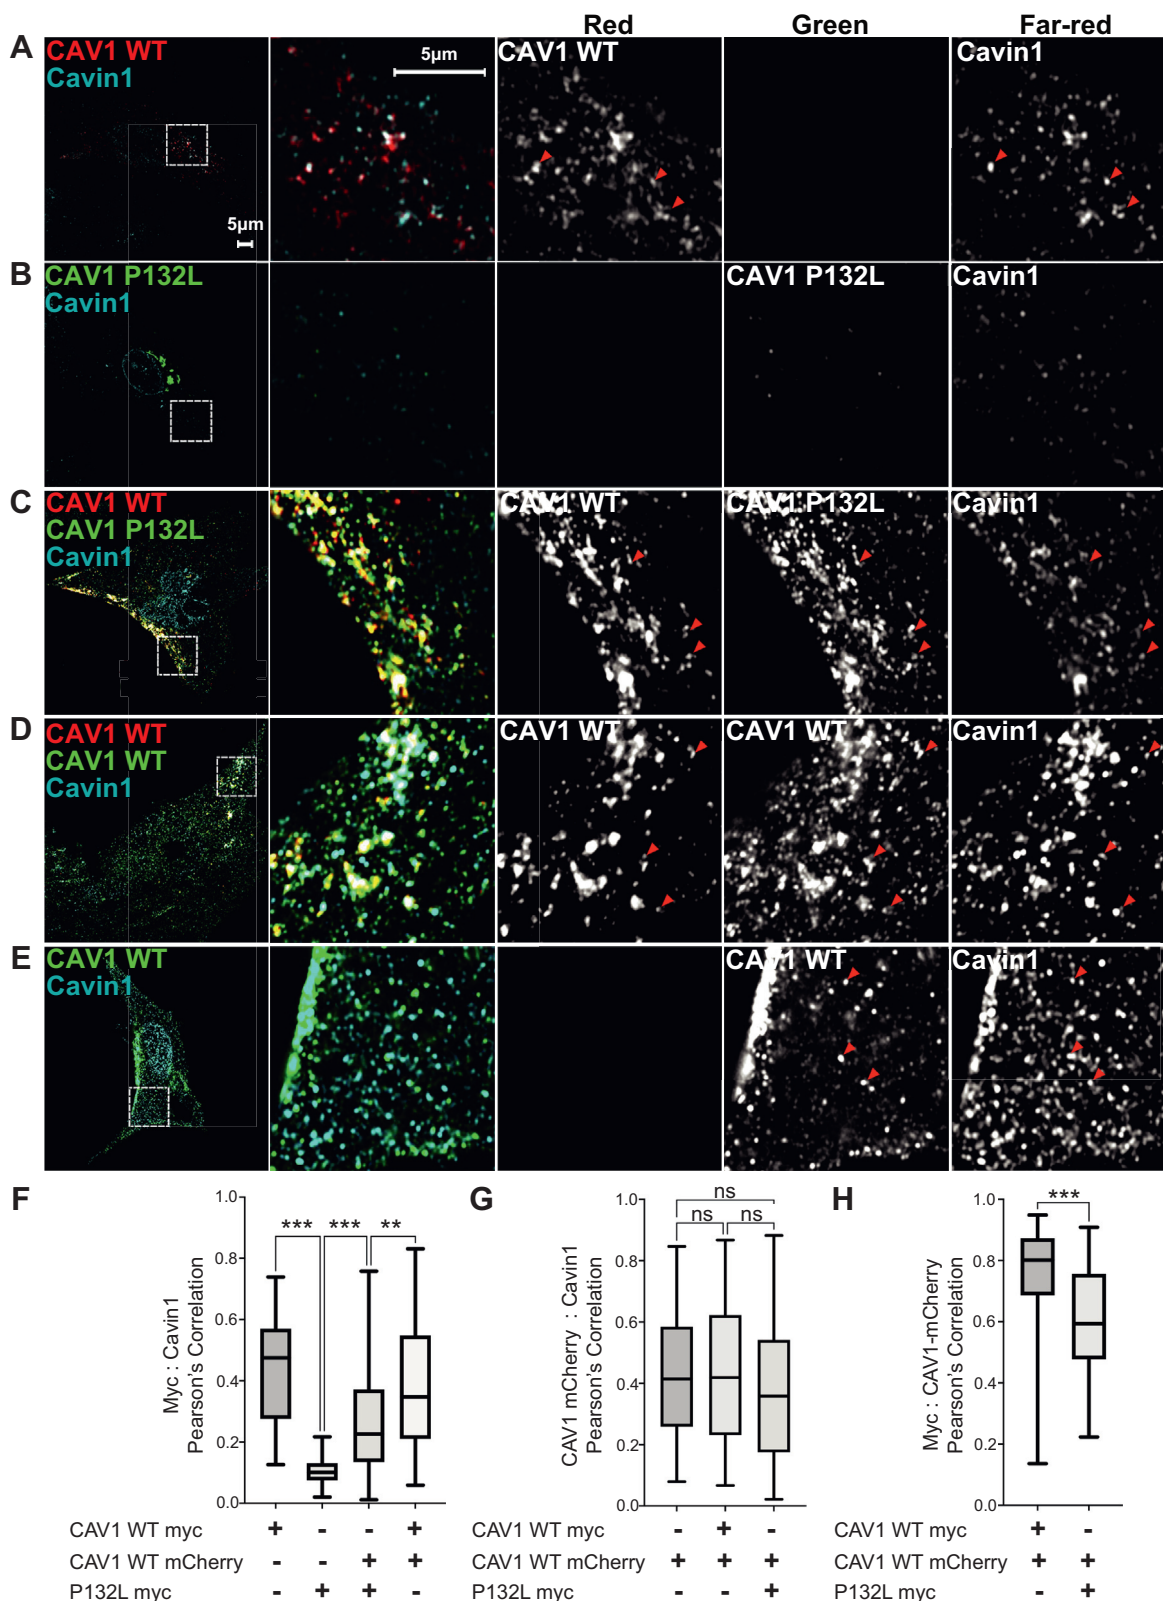 Red Green Far-red
A CAV1 WT 5µm CAV1 WT Cavin1
Cavin1
5µm
B CAV1 P132L CAV1 P132L Cavin1
Cavin1
C CAV1 WT CAV1 WT CAV1 P132L Cavin1
CAV1 P132L
Cavin1
D CAV1 WT CAV1 WT CAV1 WT Cavin1
CAV1 WT
Cavin1
E CAV1 WT CAV1 WT Cavin1
Cavin1
F
Myc : Cavin1
Pearson's Correlation
1.0
0.8
0.6
0.4
0.2
0.0
*** *** **
CAV1 WT myc + - - +
CAV1 WT mCherry - - + +
P132L myc - + + -
G
CAV1 mCherry : Cavin1
Pearson's Correlation
1.0
0.8
0.6
0.4
0.2
0.0
ns
ns ns
CAV1 WT myc - + -
CAV1 WT mCherry + + +
P132L myc - - +
H
Myc : CAV1-mCherry
Pearson's Correlation
1.0
0.8
0.6
0.4
0.2
0.0
***
CAV1 WT myc + -
CAV1 WT mCherry + +
P132L myc - +